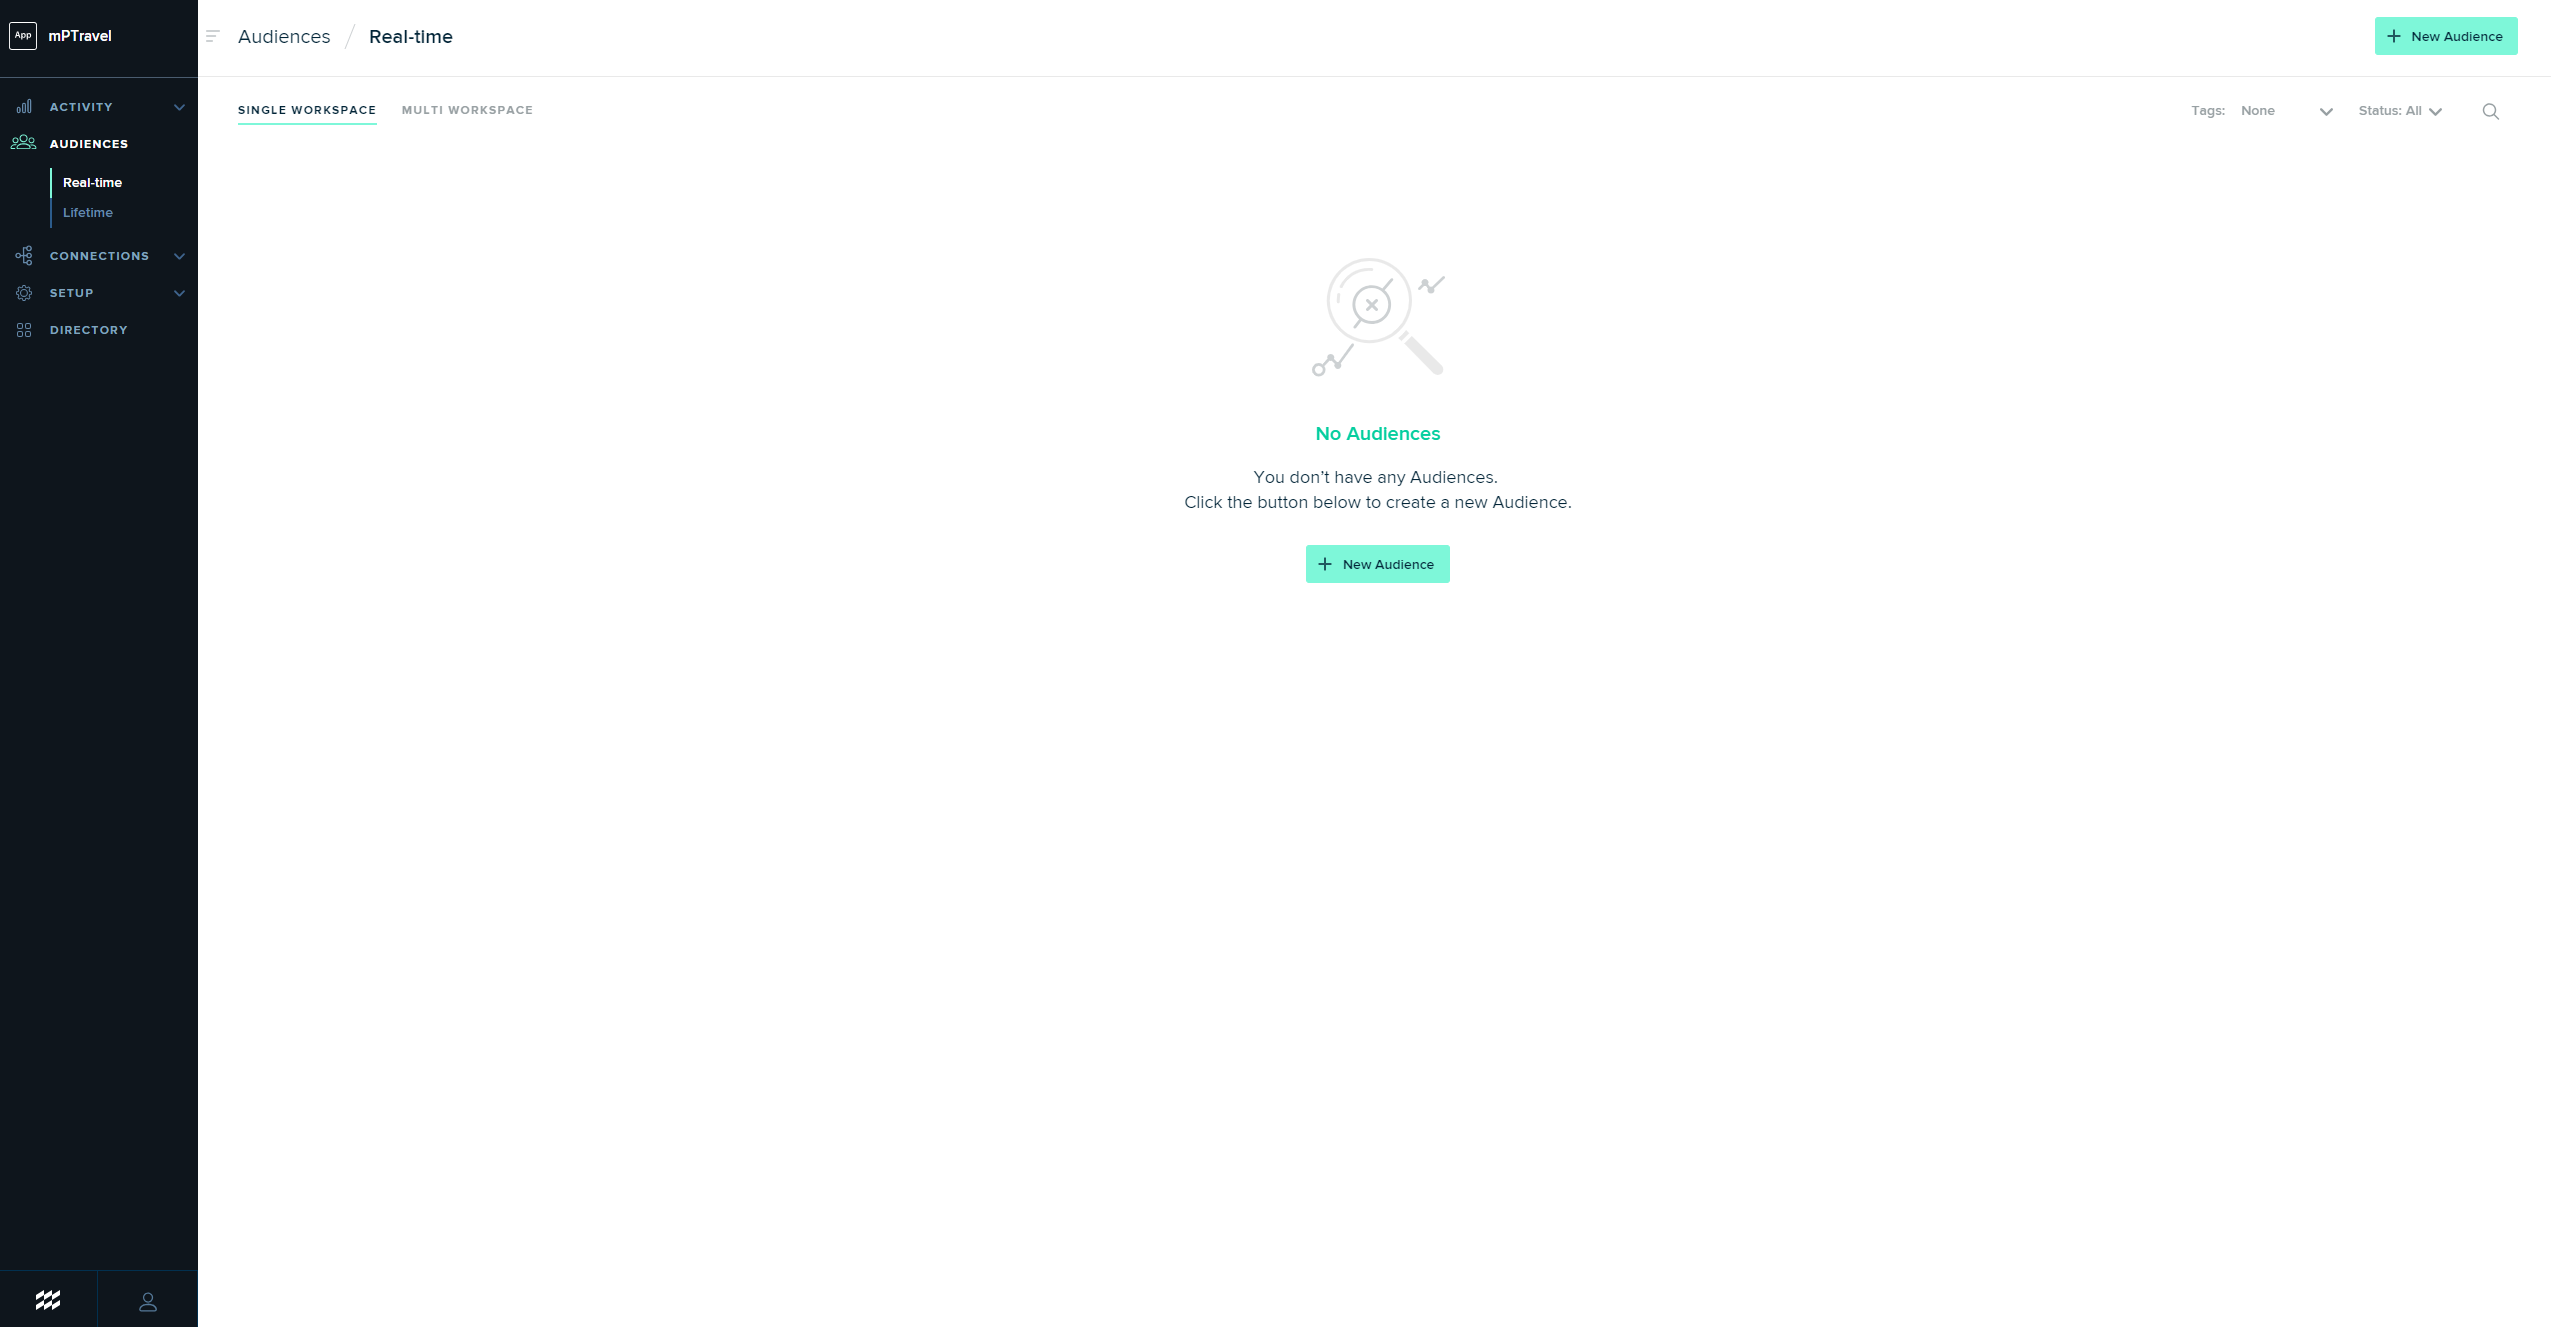 App mPTravel
ACTIVITY
AUDIENCES
Real-time
Lifetime
CONNECTIONS
SETUP
DIRECTORY
Audiences / Real-time
New Audience
SINGLE WORKSPACE MULTI WORKSPACE
Tags: None Status: All
No Audiences
You don't have any Audiences.
Click the button below to create a new Audience.
New Audience